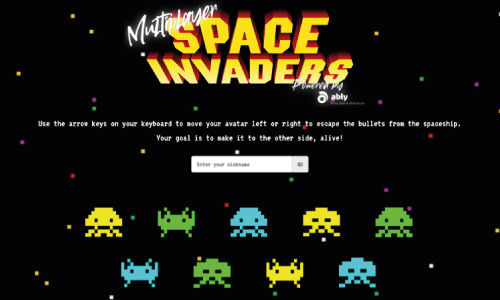 Multiplayer
SPACE
INVADERS
Powered by
ably
Use the arrow keys on your keyboard to move your avatar left or right to escape the bullets from the spaceship.
Your goal is to make it to the other side, alive!
Enter your nickname
GO